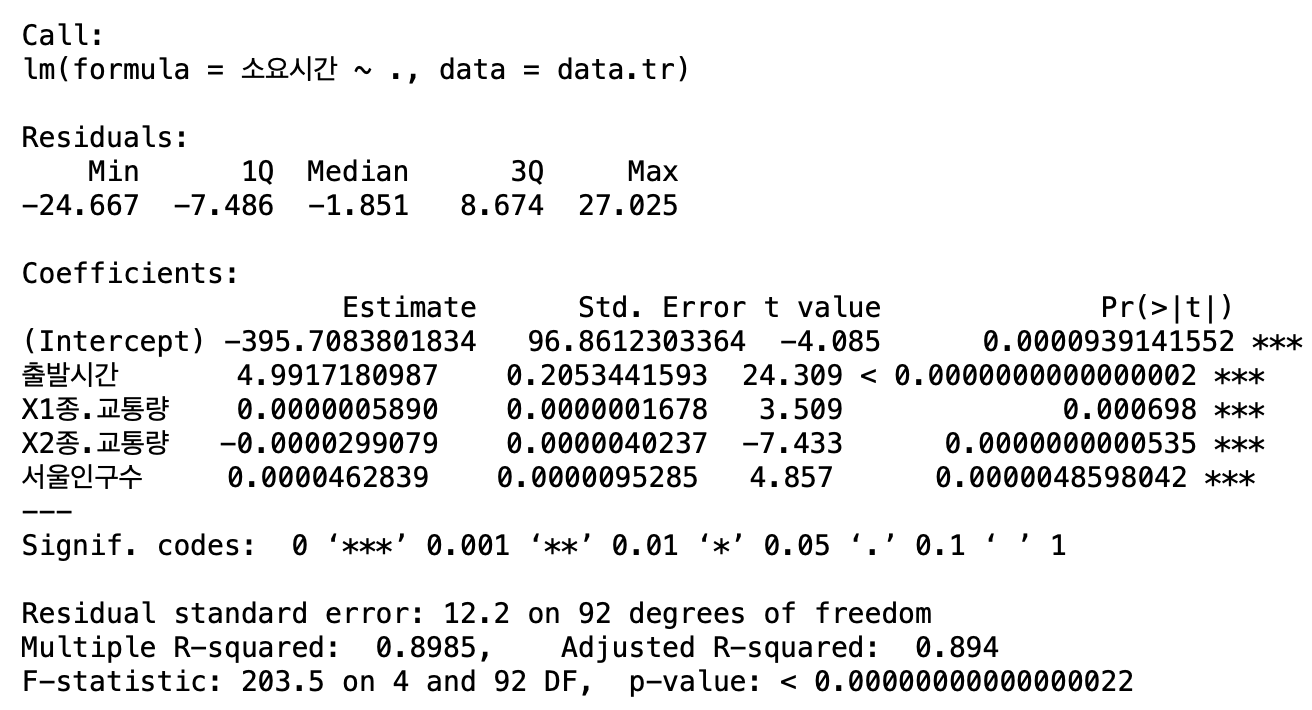 Call:
lm(formula = 소요시간 ~ ., data = data.tr)
Residuals:
    Min      1Q  Median      3Q     Max
-24.667  -7.486  -1.851   8.674  27.025
Coefficients:
                  Estimate      Std. Error t value             Pr(>|t|)
(Intercept) -395.7083801834   96.8612303364  -4.085      0.0000939141552 ***
출발시간       4.9917180987    0.2053441593  24.309 < 0.0000000000000002 ***
X1종.교통량    0.0000005890    0.0000001678   3.509             0.000698 ***
X2종.교통량   -0.0000299079    0.0000040237  -7.433      0.0000000000535 ***
서울인구수      0.0000462839    0.0000095285   4.857      0.0000048598042 ***
---
Signif. codes:  0 ‘***’ 0.001 ‘**’ 0.01 ‘*’ 0.05 ‘.’ 0.1 ‘ ’ 1
Residual standard error: 12.2 on 92 degrees of freedom
Multiple R-squared:  0.8985,    Adjusted R-squared:  0.894
F-statistic: 203.5 on 4 and 92 DF,  p-value: < 0.00000000000000022